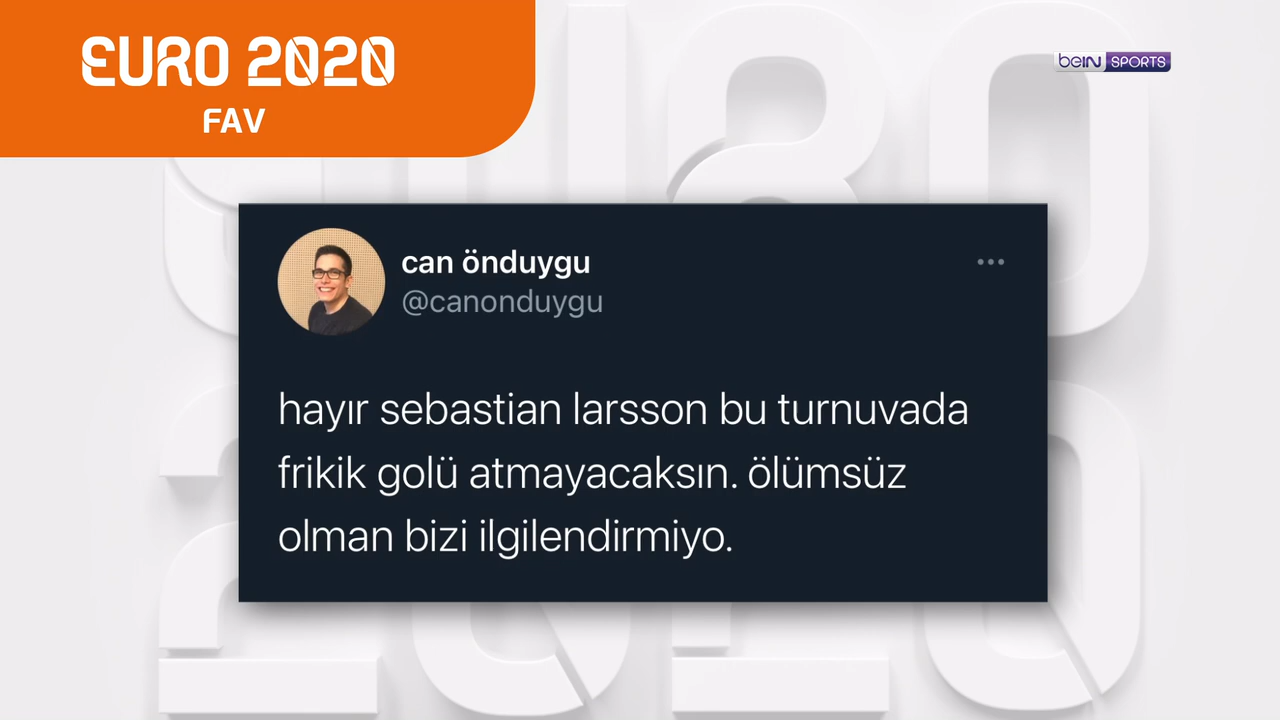 EURO 2020
FAV
beIN SPORTS
can önduygu
@canonduygu
hayır sebastian larsson bu turnuvada
frikik golü atmayacaksın. ölümsüz
olman bizi ilgilendirmiyo.